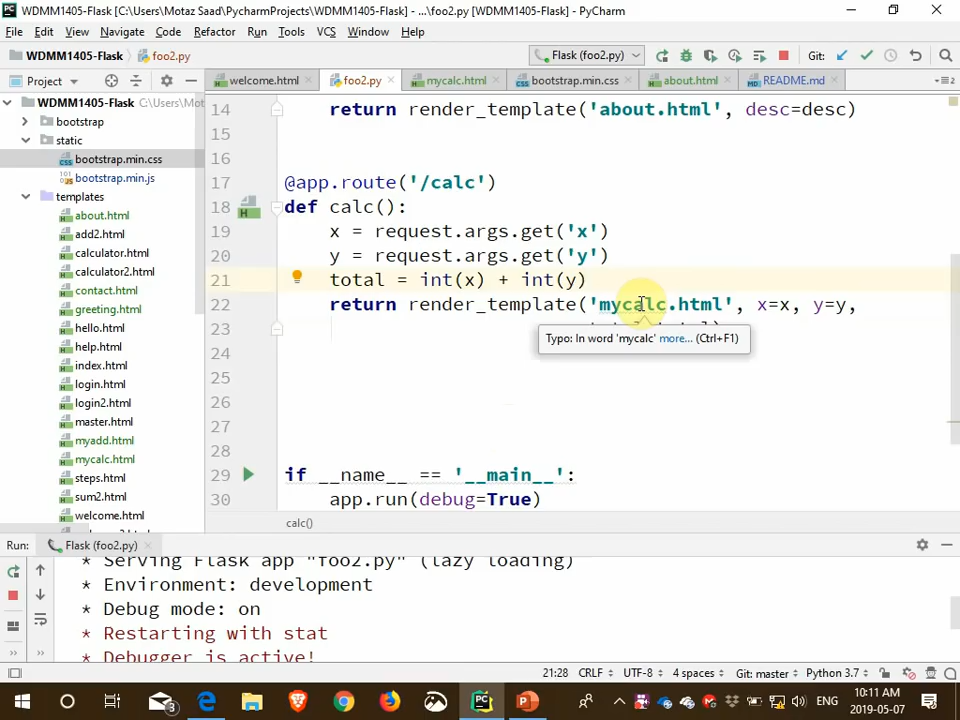 WDMM1405-Flask [C:\Users\Motaz Saad\PycharmProjects\WDMM1405-Flask] - ...\foo2.py [WDMM1405-Flask] - PyCharm
File Edit View Navigate Code Refactor Run Tools VCS Window Help
WDMM1405-Flask foo2.py Flask (foo2.py) Git:
Project welcome.html foo2.py mycalc.html bootstrap.min.css about.html README.md
WDMM1405-Flask C:\Users\Motaz
bootstrap
static
bootstrap.min.css
bootstrap.min.js
templates
about.html
add2.html
calculator.html
calculator2.html
contact.html
greeting.html
hello.html
help.html
index.html
login.html
login2.html
master.html
myadd.html
mycalc.html
steps.html
sum2.html
welcome.html
14 return render_template('about.html', desc=desc)
15
16
17 @app.route('/calc')
18 def calc():
19 x = request.args.get('x')
20 y = request.args.get('y')
21 total = int(x) + int(y)
22 return render_template('mycalc.html', x=x, y=y,
23
Typo: In word 'mycalc' more... (Ctrl+F1)
24
25
26
27
28
29 if __name__ == '__main__':
30 app.run(debug=True)
calc()
Run: Flask (foo2.py)
* Serving Flask app "foo2.py" (lazy loading)
* Environment: development
* Debug mode: on
* Restarting with stat
* Debugger is active!
21:28 CRLF UTF-8 4 spaces Git: master Python 3.7
3 ENG 10:11 AM
2019-05-07